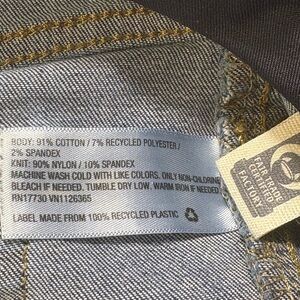 BODY: 91% COTTON / 7% RECYCLED POLYESTER /
2% SPANDEX
KNIT: 90% NYLON / 10% SPANDEX
MACHINE WASH COLD WITH LIKE COLORS. ONLY NON-CHLORINE
BLEACH IF NEEDED. TUMBLE DRY LOW. WARM IRON IF NEEDED
RN17730 VN1126365
LABEL MADE FROM 100% RECYCLED PLASTIC
FAIR TRADE
CERTIFIED
FACTORY